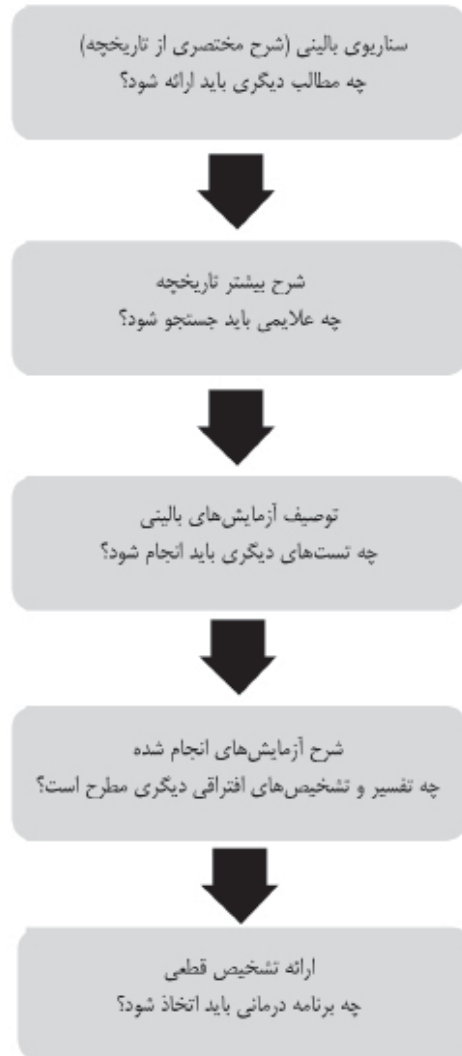 سناریوی بالینی (شرح مختصری از تاریخچه)
چه مطالب دیگری باید ارائه شود؟
شرح بیشتر تاریخچه
چه علایمی باید جستجو شود؟
توصیف آزمایش‌های بالینی
چه تست‌های دیگری باید انجام شود؟
شرح آزمایش‌های انجام شده
چه تفسیر و تشخیص‌های افتراقی دیگری مطرح است؟
ارائه تشخیص قطعی
چه برنامه درمانی باید اتخاذ شود؟